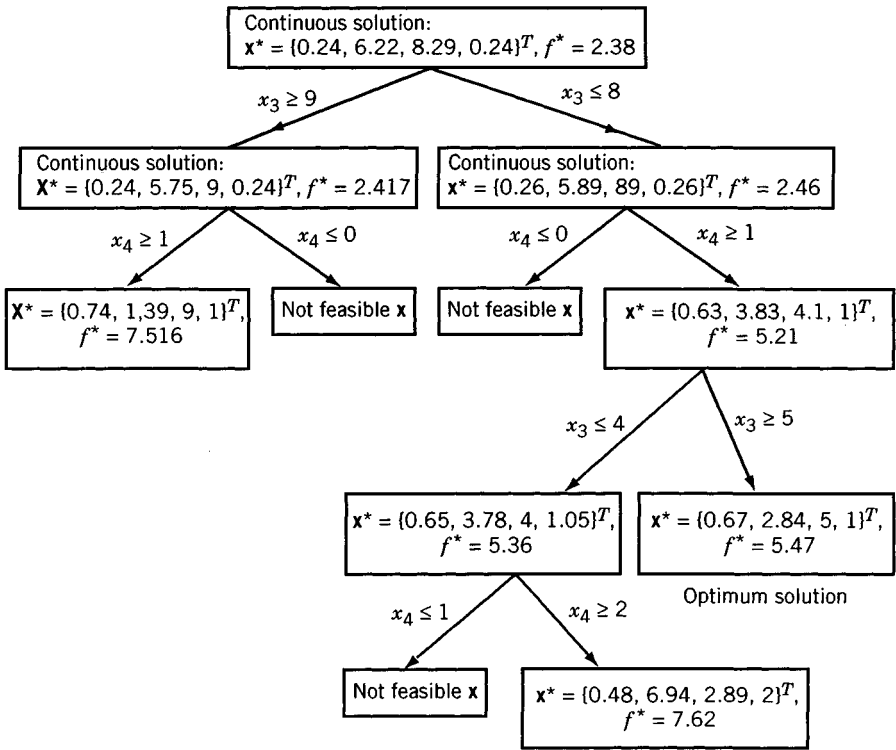 Continuous solution:
x* = {0.24, 6.22, 8.29, 0.24}ᵀ, f* = 2.38
x₃ ≥ 9
x₃ ≤ 8
Continuous solution:
X* = {0.24, 5.75, 9, 0.24}ᵀ, f* = 2.417
Continuous solution:
x* = {0.26, 5.89, 89, 0.26}ᵀ, f* = 2.46
x₄ ≥ 1
x₄ ≤ 0
x₄ ≤ 0
x₄ ≥ 1
X* = {0.74, 1,39, 9, 1}ᵀ,
f* = 7.516
Not feasible x
Not feasible x
x* = {0.63, 3.83, 4.1, 1}ᵀ,
f* = 5.21
x₃ ≤ 4
x₃ ≥ 5
x* = {0.65, 3.78, 4, 1.05}ᵀ,
f* = 5.36
x* = {0.67, 2.84, 5, 1}ᵀ,
f* = 5.47
Optimum solution
x₄ ≤ 1
x₄ ≥ 2
Not feasible x
x* = {0.48, 6.94, 2.89, 2}ᵀ,
f* = 7.62